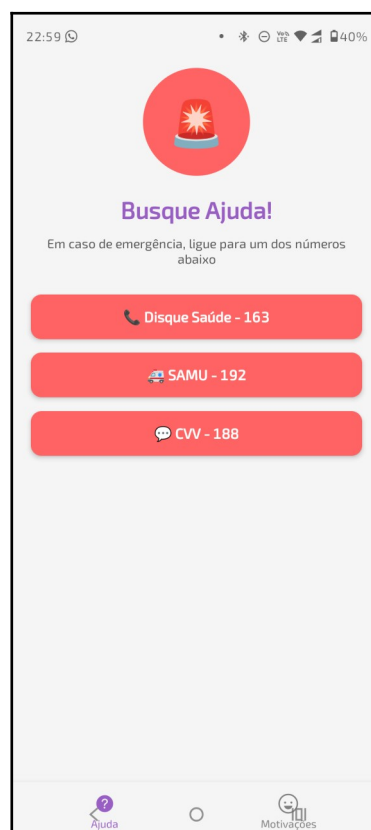 22:59 40%
Busque Ajuda!
Em caso de emergência, ligue para um dos números
abaixo
Disque Saúde - 163
SAMU - 192
CVV - 188
Ajuda
Motivações